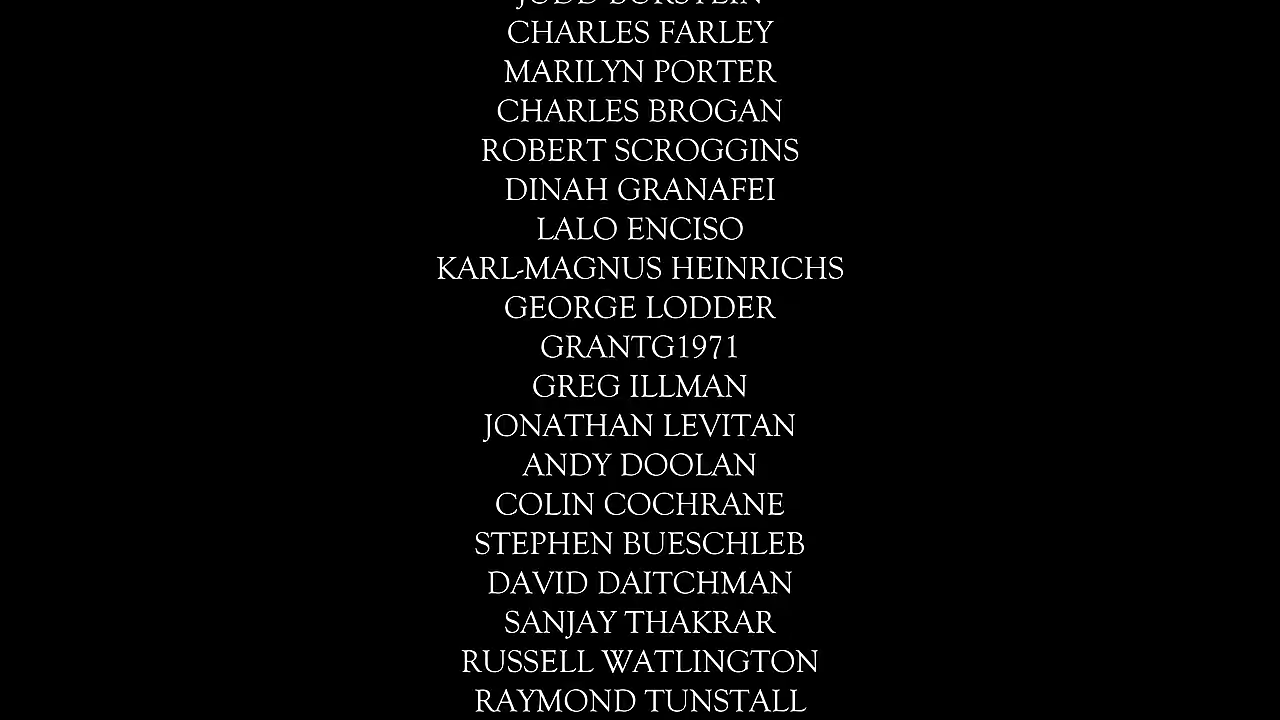 CHARLES FARLEY
MARILYN PORTER
CHARLES BROGAN
ROBERT SCROGGINS
DINAH GRANAFEI
LALO ENCISO
KARL-MAGNUS HEINRICHS
GEORGE LODDER
GRANTG1971
GREG ILLMAN
JONATHAN LEVITAN
ANDY DOOLAN
COLIN COCHRANE
STEPHEN BUESCHLEB
DAVID DAITCHMAN
SANJAY THAKRAR
RUSSELL WATLINGTON
RAYMOND TUNSTALL